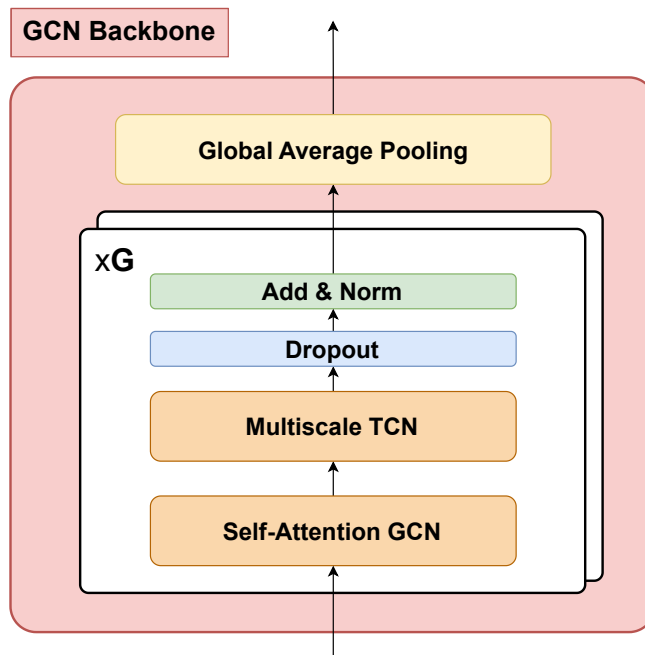 GCN Backbone
Global Average Pooling
xG
Add & Norm
Dropout
Multiscale TCN
Self-Attention GCN